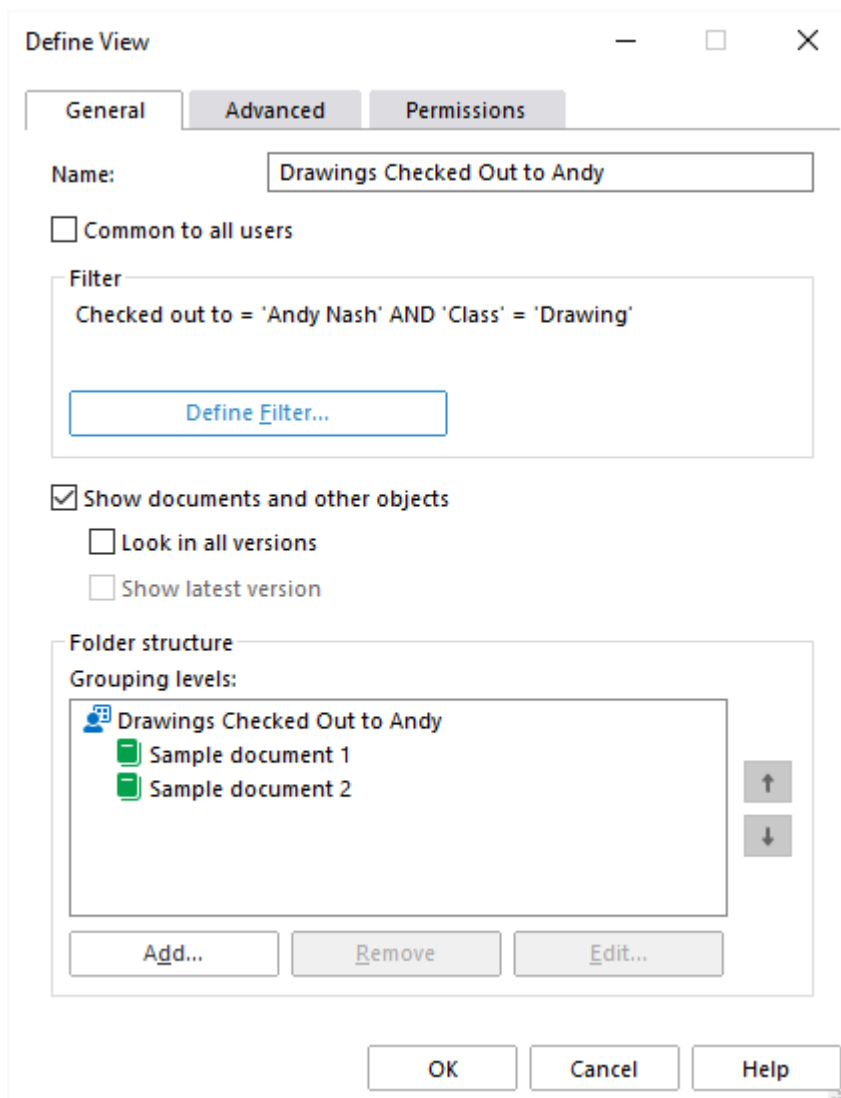 Define View
General Advanced Permissions
Name: Drawings Checked Out to Andy
Common to all users
Filter
Checked out to = 'Andy Nash' AND 'Class' = 'Drawing'
Define Filter...
Show documents and other objects
Look in all versions
Show latest version
Folder structure
Grouping levels:
Drawings Checked Out to Andy
Sample document 1
Sample document 2
Add... Remove Edit...
OK Cancel Help